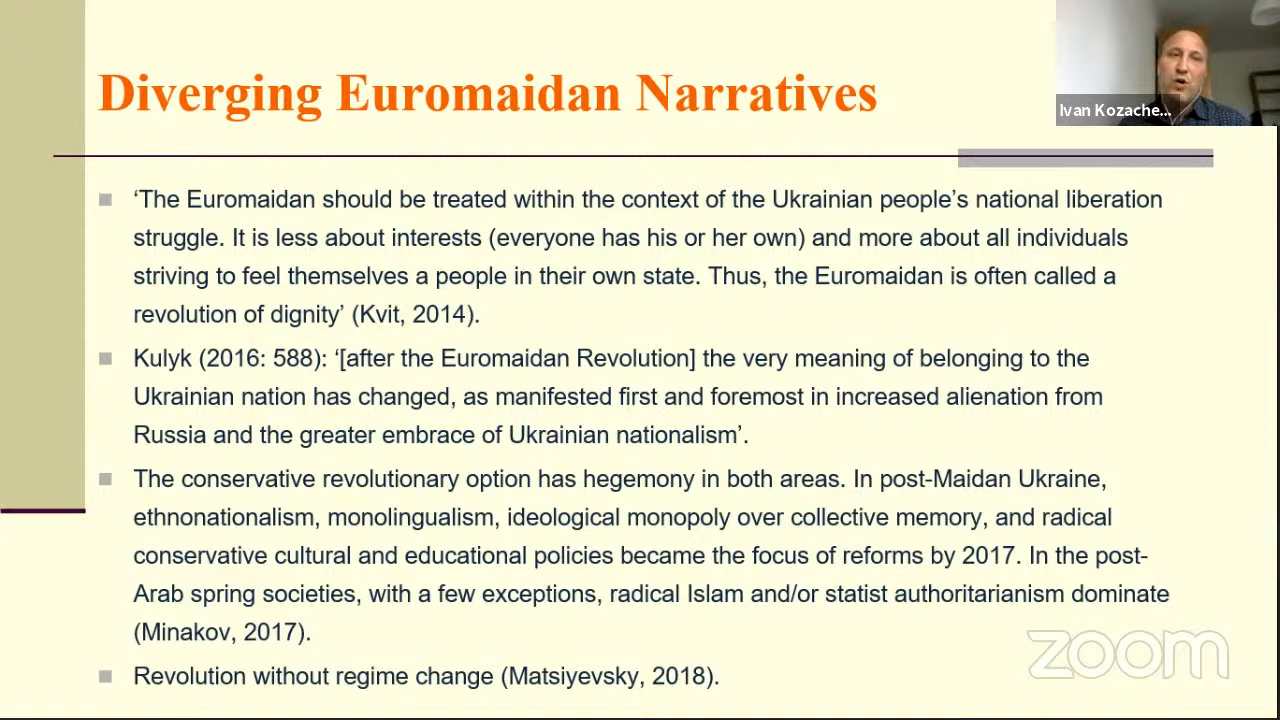 Diverging Euromaidan Narratives
Ivan Kozache...
‘The Euromaidan should be treated within the context of the Ukrainian people’s national liberation
struggle. It is less about interests (everyone has his or her own) and more about all individuals
striving to feel themselves a people in their own state. Thus, the Euromaidan is often called a
revolution of dignity’ (Kvit, 2014).
Kulyk (2016: 588): ‘[after the Euromaidan Revolution] the very meaning of belonging to the
Ukrainian nation has changed, as manifested first and foremost in increased alienation from
Russia and the greater embrace of Ukrainian nationalism’.
The conservative revolutionary option has hegemony in both areas. In post-Maidan Ukraine,
ethnonationalism, monolingualism, ideological monopoly over collective memory, and radical
conservative cultural and educational policies became the focus of reforms by 2017. In the post-
Arab spring societies, with a few exceptions, radical Islam and/or statist authoritarianism dominate
(Minakov, 2017).
Revolution without regime change (Matsiyevsky, 2018).
zoom